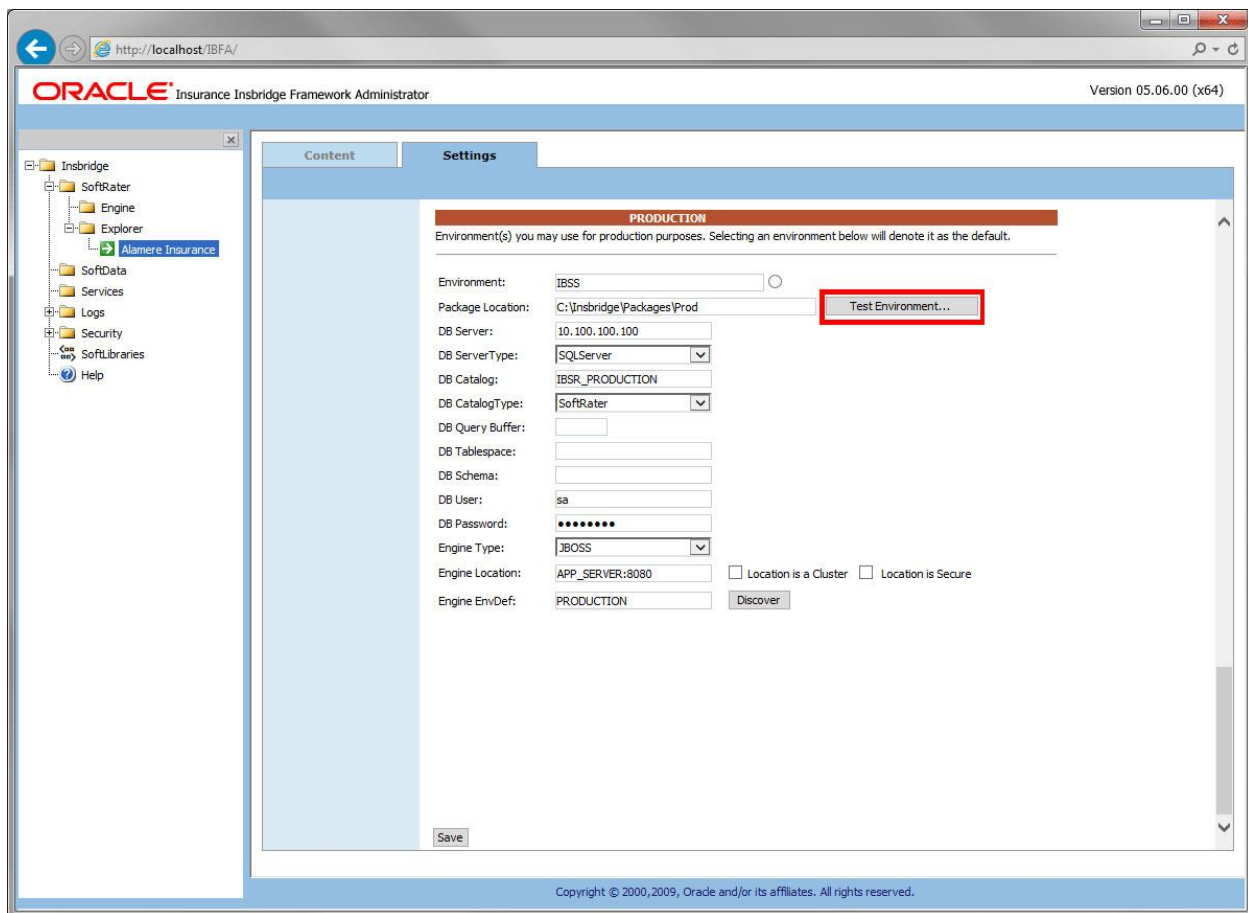 http://localhost/IBFA/
ORACLE Insurance Insbridge Framework Administrator
Version 05.06.00 (x64)
Insbridge
SoftRater
Engine
Explorer
Alamere Insurance
SoftData
Services
Logs
Security
SoftLibraries
Help
Content
Settings
PRODUCTION
Environment(s) you may use for production purposes. Selecting an environment below will denote it as the default.
Environment: IBSS
Package Location: C:\Insbridge\Packages\Prod Test Environment...
DB Server: 10.100.100.100
DB ServerType: SQLServer
DB Catalog: IBSR_PRODUCTION
DB CatalogType: SoftRater
DB Query Buffer:
DB Tablespace:
DB Schema:
DB User: sa
DB Password: ••••••••
Engine Type: JBOSS
Engine Location: APP_SERVER:8080 Location is a Cluster Location is Secure
Engine EnvDef: PRODUCTION Discover
Save
Copyright © 2000,2009, Oracle and/or its affiliates. All rights reserved.